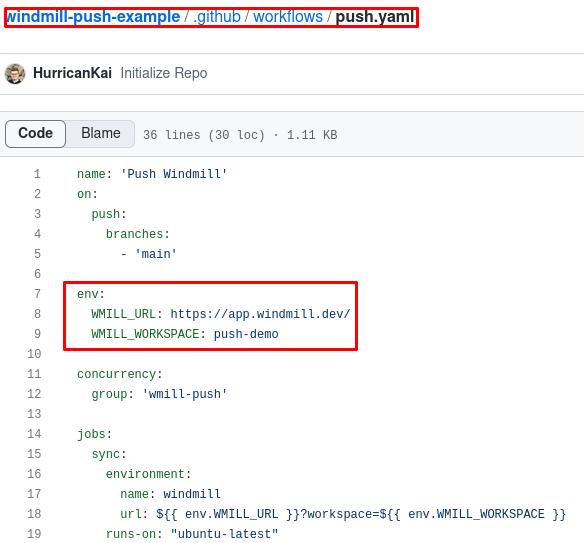 windmill-push-example / .github / workflows / push.yaml
HurricanKai Initialize Repo
Code Blame 36 lines (30 loc) · 1.11 KB
1 name: 'Push Windmill'
2 on:
3   push:
4     branches:
5       - 'main'
6
7 env:
8   WMILL_URL: https://app.windmill.dev/
9   WMILL_WORKSPACE: push-demo
10
11 concurrency:
12   group: 'wmill-push'
13
14 jobs:
15   sync:
16     environment:
17       name: windmill
18       url: ${{ env.WMILL_URL }}?workspace=${{ env.WMILL_WORKSPACE }}
19     runs-on: "ubuntu-latest"